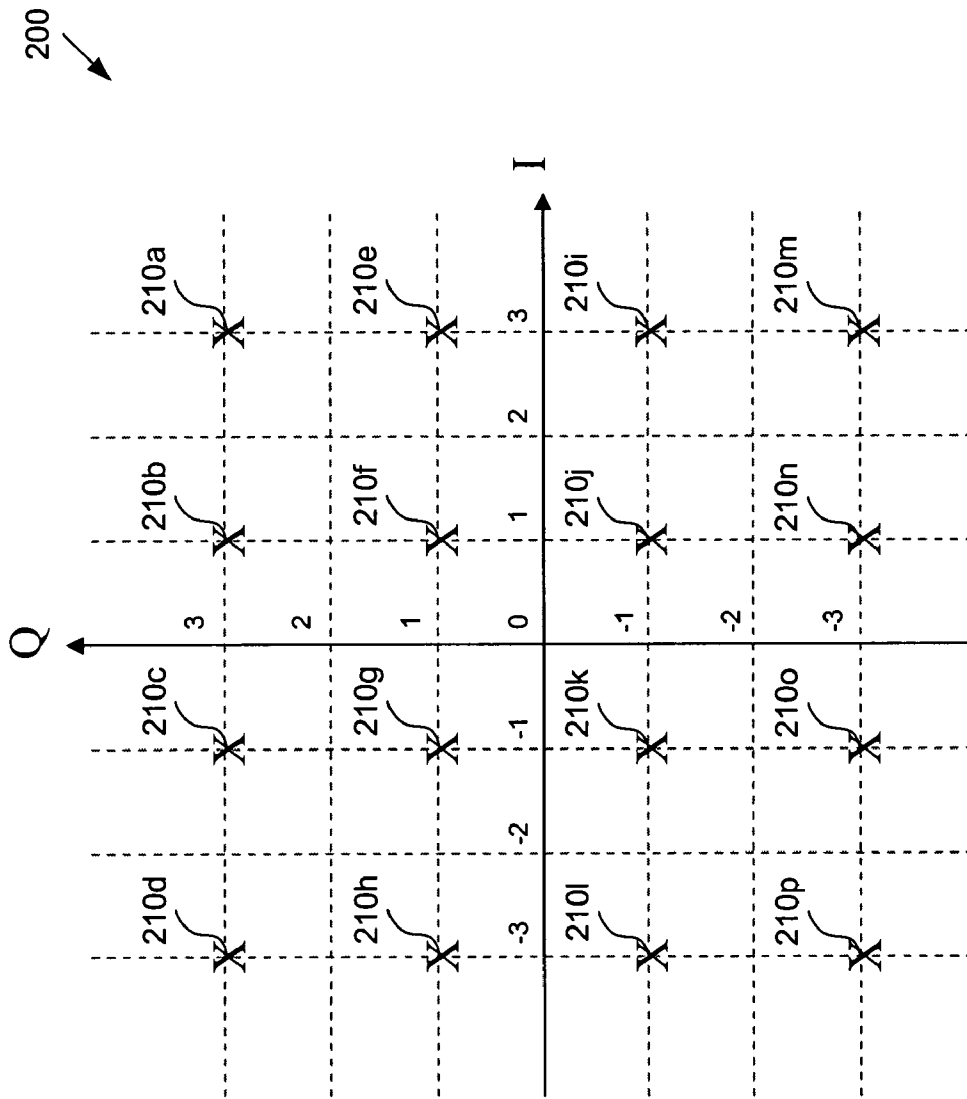 200
Q
210d 210c 210b 210a
3
X X X X
2
210h 210g 210f 210e
1
X X X X
-3 -2 -1 0 1 2 3 I
210l 210k 210j 210i
-1
X X X X
-2
210p 210o 210n 210m
-3
X X X X